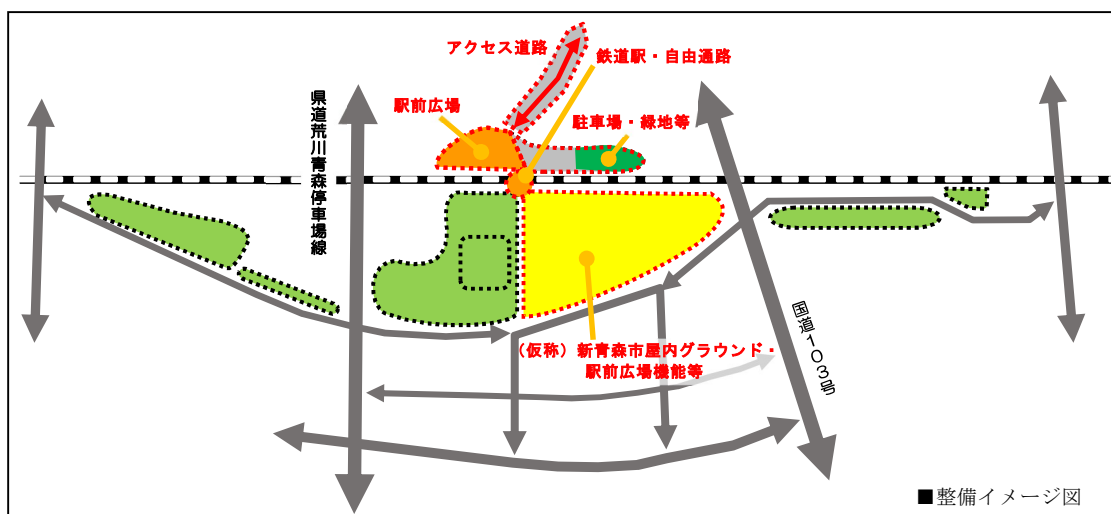 アクセス道路
鉄道駅・自由通路
駅前広場
駐車場・緑地等
県道荒川青森停車場線
国道103号
（仮称）新青森市屋内グラウンド・
駅前広場機能等
■整備イメージ図